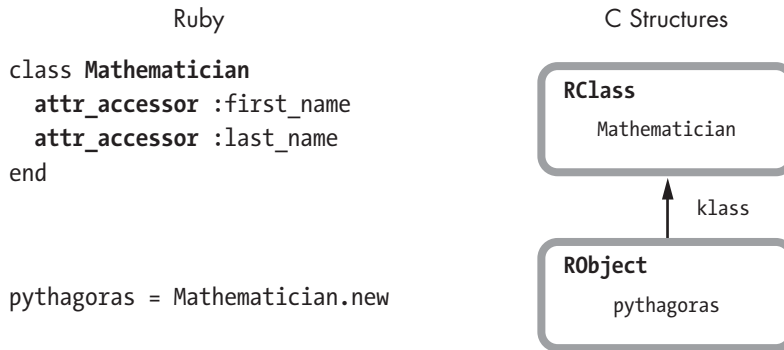 Ruby
C Structures
class Mathematician
  attr_accessor :first_name
  attr_accessor :last_name
end
pythagoras = Mathematician.new
RClass
Mathematician
klass
RObject
pythagoras